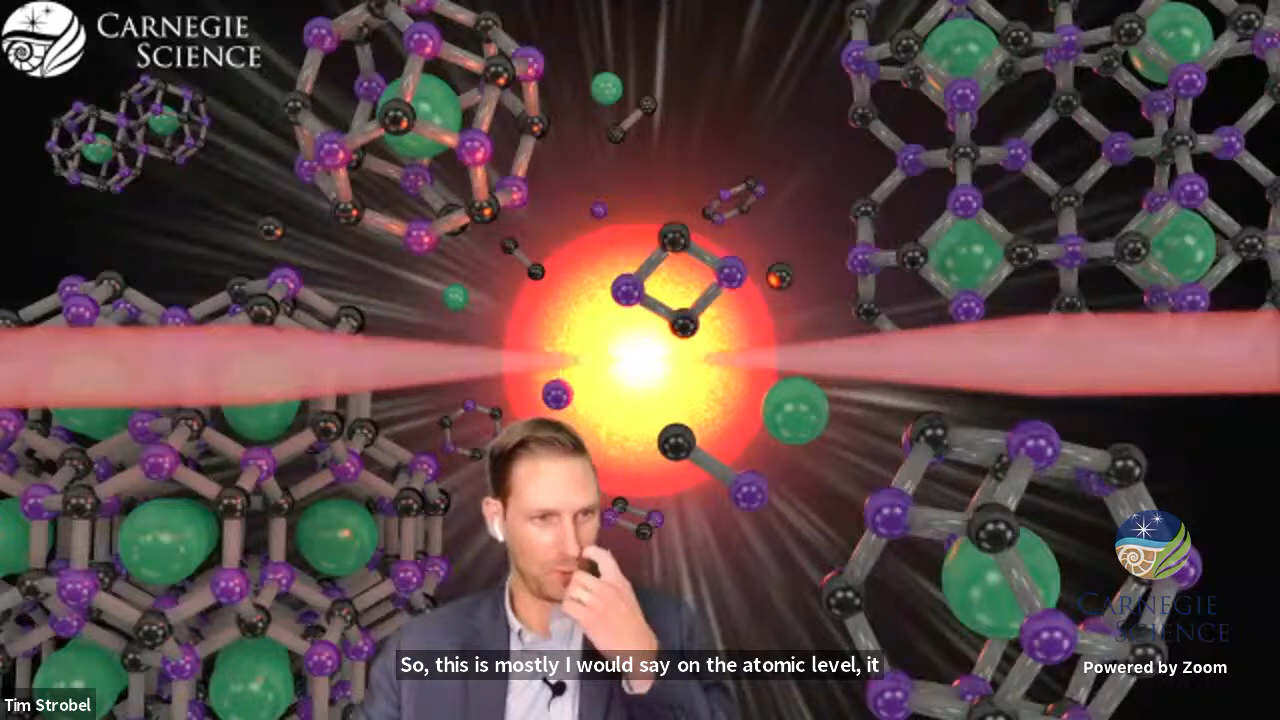 CARNEGIE
SCIENCE
So, this is mostly I would say on the atomic level, it
CARNEGIE
SCIENCE
Powered by Zoom
Tim Strobel